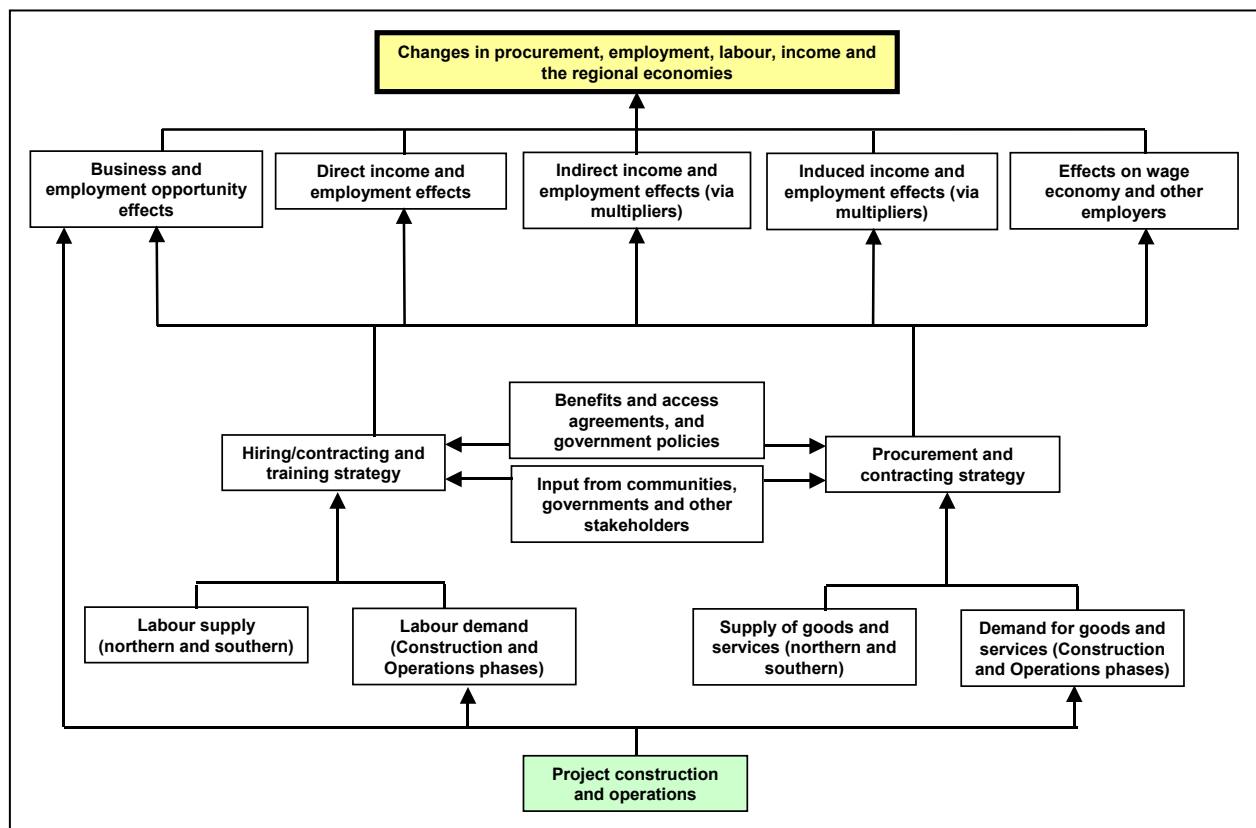 Changes in procurement, employment, labour, income and
the regional economies
Business and
employment opportunity
effects
Direct income and
employment effects
Indirect income and
employment effects (via
multipliers)
Induced income and
employment effects (via
multipliers)
Effects on wage
economy and other
employers
Benefits and access
agreements, and
government policies
Hiring/contracting and
training strategy
Procurement and
contracting strategy
Input from communities,
governments and other
stakeholders
Labour supply
(northern and southern)
Labour demand
(Construction and
Operations phases)
Supply of goods and
services (northern and
southern)
Demand for goods and
services (Construction
and Operations phases)
Project construction
and operations